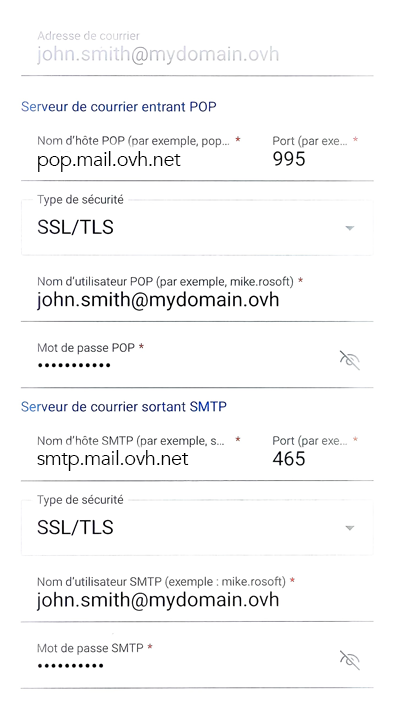 Adresse de courrier
john.smith@mydomain.ovh
Serveur de courrier entrant POP
Nom d'hôte POP (par exemple, pop... * Port (par exe... *
pop.mail.ovh.net 995
Type de sécurité
SSL/TLS
Nom d'utilisateur POP (par exemple, mike.rosoft) *
john.smith@mydomain.ovh
Mot de passe POP *
•••••••••••
Serveur de courrier sortant SMTP
Nom d'hôte SMTP (par exemple, s... * Port (par exe... *
smtp.mail.ovh.net 465
Type de sécurité
SSL/TLS
Nom d'utilisateur SMTP (exemple : mike.rosoft) *
john.smith@mydomain.ovh
Mot de passe SMTP *
••••••••••